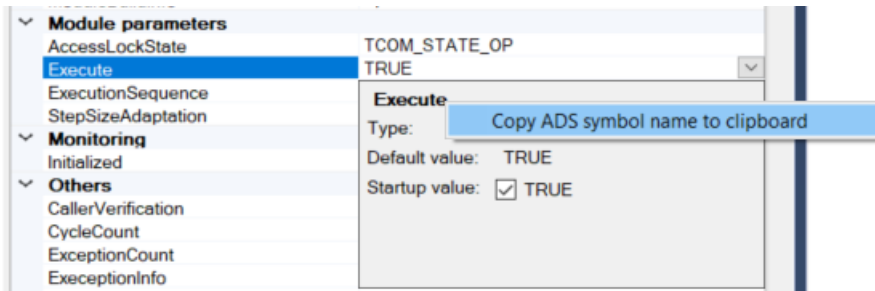 Module parameters
AccessLockState TCOM_STATE_OP
Execute TRUE
ExecutionSequence
Execute
StepSizeAdaptation
Type: Copy ADS symbol name to clipboard
Monitoring
Initialized
Default value: TRUE
Others
Startup value: TRUE
CallerVerification
CycleCount
ExceptionCount
ExeceptionInfo